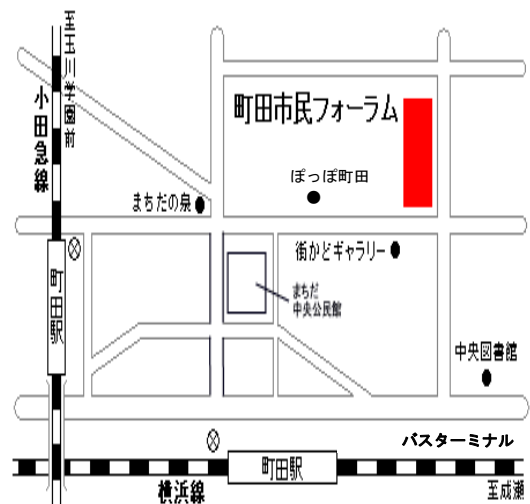 至玉川学園前
小田急線
町田市民フォーラム
ぽっぽ町田
まちだの泉
街かどギャラリー
町田駅
まちだ
中央公民館
中央図書館
バスターミナル
町田駅
横浜線
至成瀬